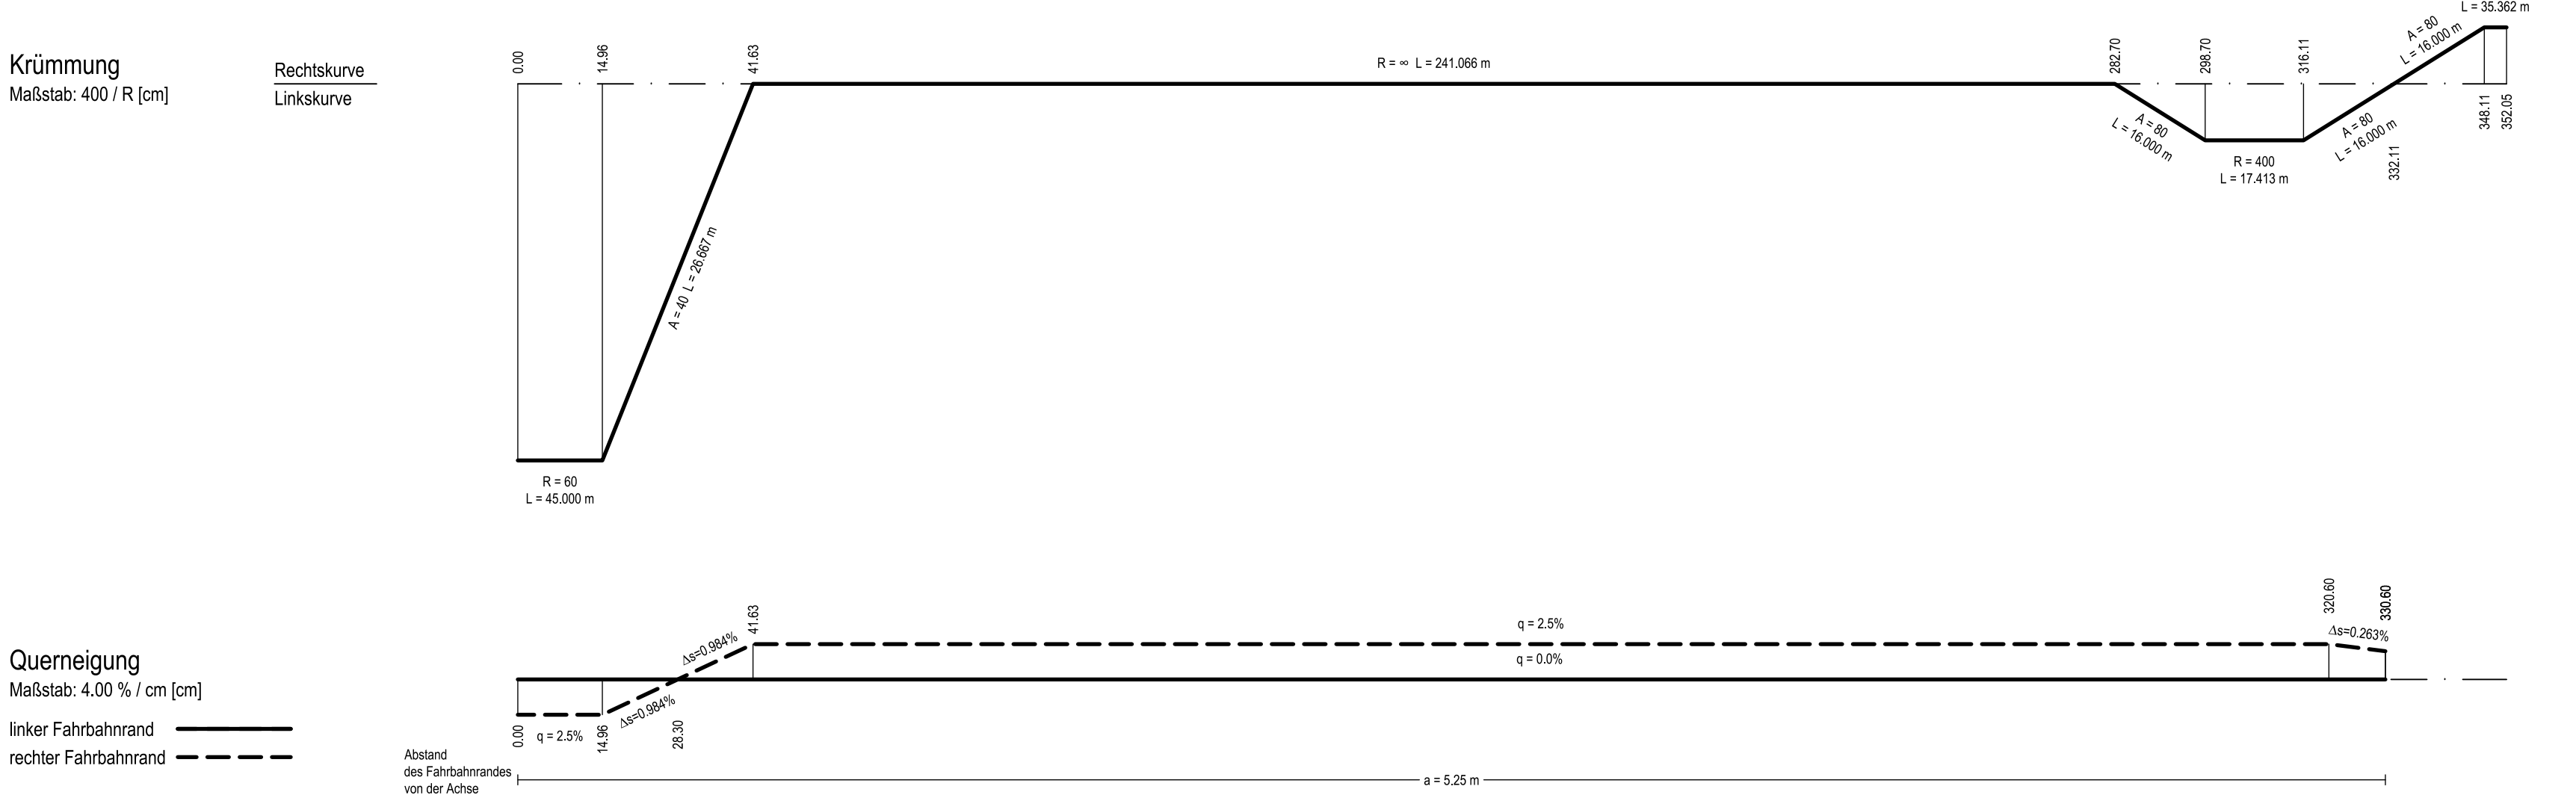 L = 35.362 m
A = 80
L = 16.000 m
Krümmung
Maßstab: 400 / R [cm]
Rechtskurve
Linkskurve
0.00
14.96
41.63
R = ∞ L = 241.066 m
282.70
298.70
316.11
348.11
352.05
A = 80
L = 16.000 m
A = 80
L = 16.000 m
332.11
R = 400
L = 17.413 m
A = 40 L = 26.667 m
R = 60
L = 45.000 m
Querneigung
Maßstab: 4.00 % / cm [cm]
linker Fahrbahnrand
rechter Fahrbahnrand
41.63
320.60
330.60
Δs=0.984%
q = 2.5%
Δs=0.263%
q = 0.0%
Δs=0.984%
0.00
q = 2.5%
14.96
28.30
Abstand
des Fahrbahnrandes
von der Achse
a = 5.25 m